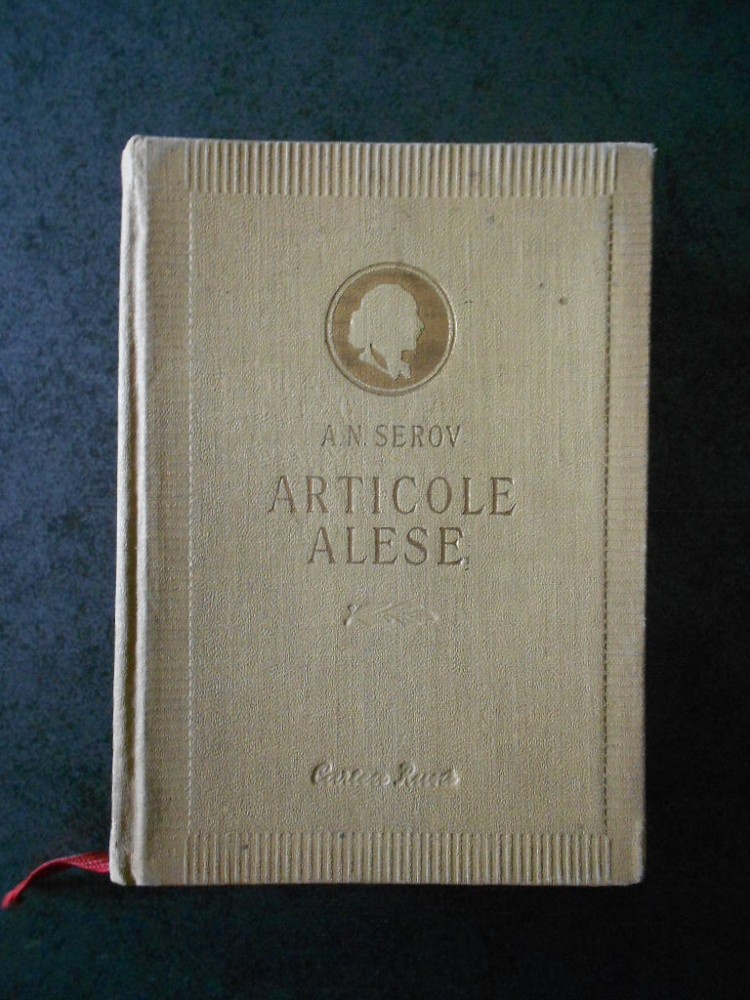 A.N. SEROV
ARTICOLE
ALESE
Cartea Rusă